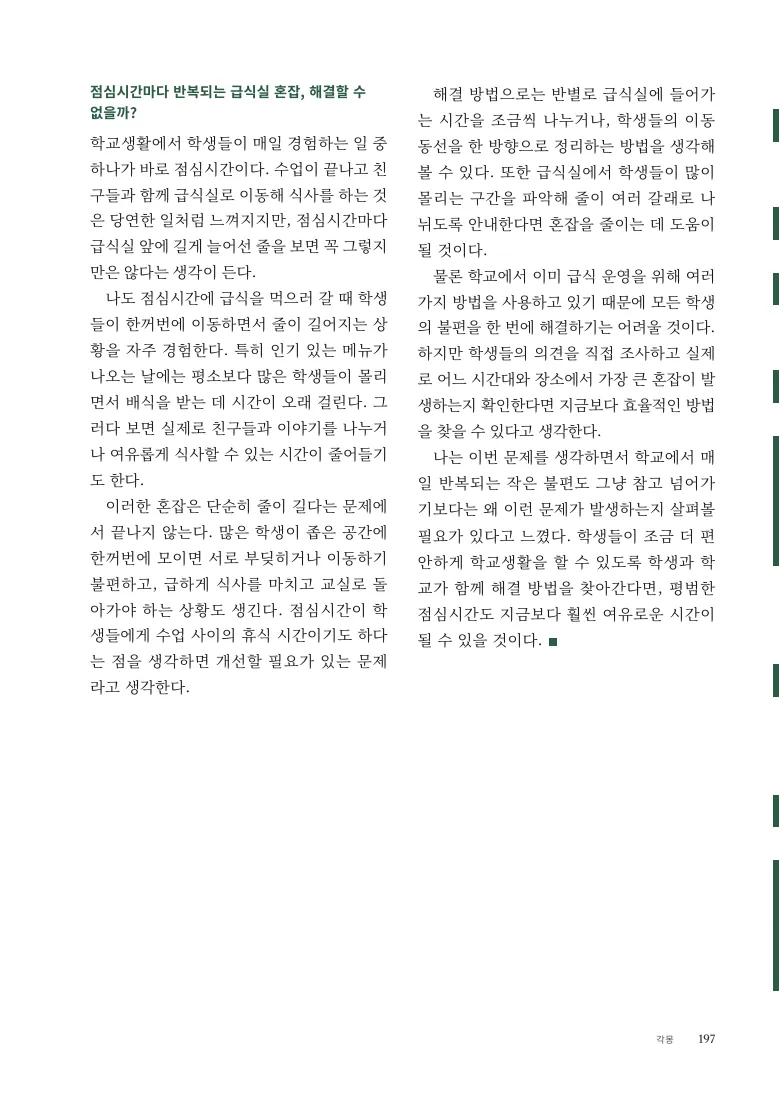 점심시간마다 반복되는 급식실 혼잡, 해결할 수
없을까?
학교생활에서 학생들이 매일 경험하는 일 중
하나가 바로 점심시간이다. 수업이 끝나고 친
구들과 함께 급식실로 이동해 식사를 하는 것
은 당연한 일처럼 느껴지지만, 점심시간마다
급식실 앞에 길게 늘어선 줄을 보면 꼭 그렇지
만은 않다는 생각이 든다.
나도 점심시간에 급식을 먹으러 갈 때 학생
들이 한꺼번에 이동하면서 줄이 길어지는 상
황을 자주 경험한다. 특히 인기 있는 메뉴가
나오는 날에는 평소보다 많은 학생들이 몰리
면서 배식을 받는 데 시간이 오래 걸린다. 그
러다 보면 실제로 친구들과 이야기를 나누거
나 여유롭게 식사할 수 있는 시간이 줄어들기
도 한다.
이러한 혼잡은 단순히 줄이 길다는 문제에
서 끝나지 않는다. 많은 학생이 좁은 공간에
한꺼번에 모이면 서로 부딪히거나 이동하기
불편하고, 급하게 식사를 마치고 교실로 돌
아가야 하는 상황도 생긴다. 점심시간이 학
생들에게 수업 사이의 휴식 시간이기도 하다
는 점을 생각하면 개선할 필요가 있는 문제
라고 생각한다.
해결 방법으로는 반별로 급식실에 들어가
는 시간을 조금씩 나누거나, 학생들의 이동
동선을 한 방향으로 정리하는 방법을 생각해
볼 수 있다. 또한 급식실에서 학생들이 많이
몰리는 구간을 파악해 줄이 여러 갈래로 나
뉘도록 안내한다면 혼잡을 줄이는 데 도움이
될 것이다.
물론 학교에서 이미 급식 운영을 위해 여러
가지 방법을 사용하고 있기 때문에 모든 학생
의 불편을 한 번에 해결하기는 어려울 것이다.
하지만 학생들의 의견을 직접 조사하고 실제
로 어느 시간대와 장소에서 가장 큰 혼잡이 발
생하는지 확인한다면 지금보다 효율적인 방법
을 찾을 수 있다고 생각한다.
나는 이번 문제를 생각하면서 학교에서 매
일 반복되는 작은 불편도 그냥 참고 넘어가
기보다는 왜 이런 문제가 발생하는지 살펴볼
필요가 있다고 느꼈다. 학생들이 조금 더 편
안하게 학교생활을 할 수 있도록 학생과 학
교가 함께 해결 방법을 찾아간다면, 평범한
점심시간도 지금보다 훨씬 여유로운 시간이
될 수 있을 것이다. ■
각몽 197